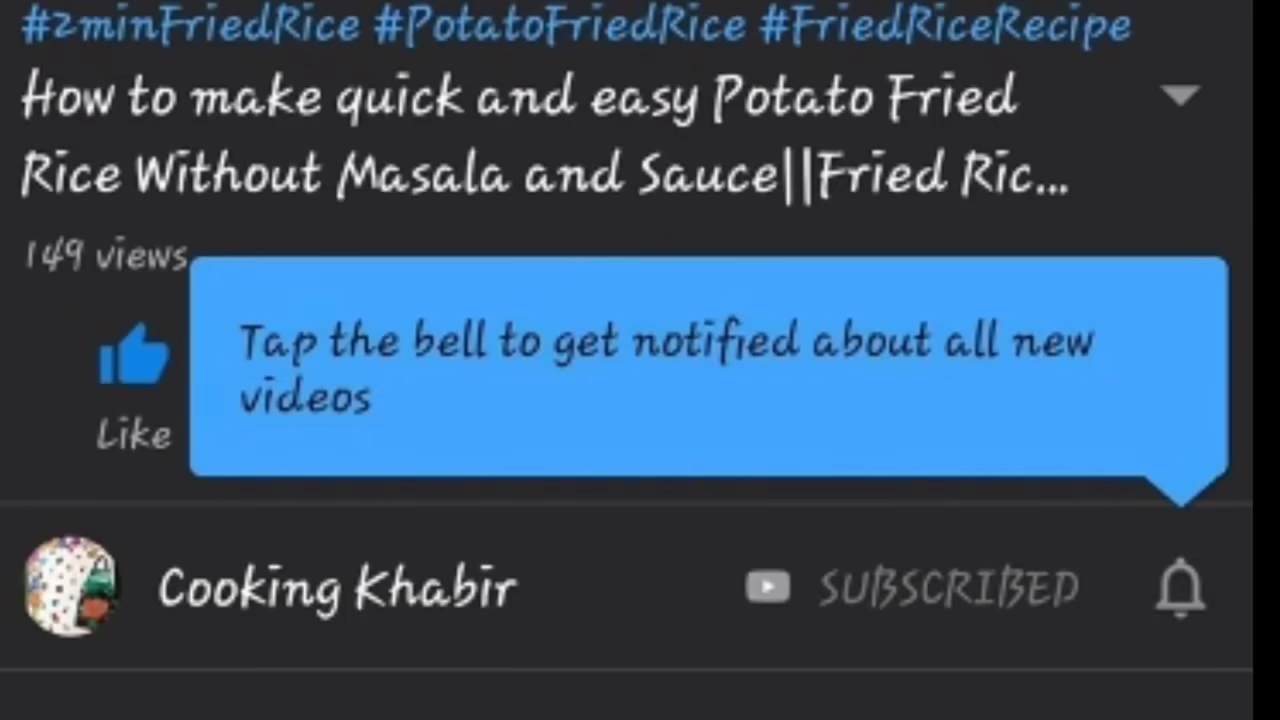 #2minFriedRice #PotatoFriedRice #FriedRiceRecipe
How to make quick and easy Potato Fried
Rice Without Masala and Sauce||Fried Ric...
149 views
Tap the bell to get notified about all new
videos
Like
Cooking Khabir
SUBSCRIBED